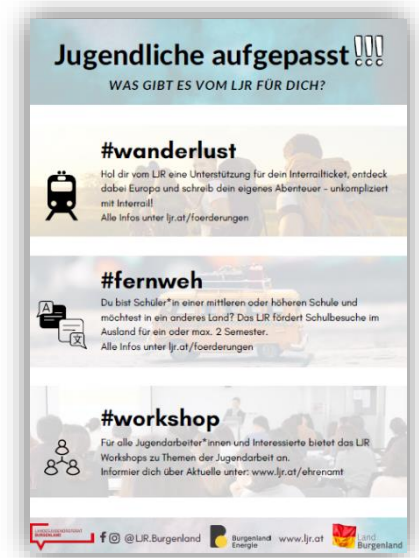 Jugendliche aufgepasst!!!
WAS GIBT ES VOM LJR FÜR DICH?
#wanderlust
Hol dir vom LJR eine Unterstützung für dein Interrailticket, entdeck
dabei Europa und schreib dein eigenes Abenteuer – unkompliziert
mit Interrail!
Alle Infos unter ljr.at/foerderungen
#fernweh
Du bist Schüler*in einer mittleren oder höheren Schule und
möchtest in ein anderes Land? Das LJR fördert Schulbesuche im
Ausland für ein oder max. 2 Semester.
Alle Infos unter ljr.at/foerderungen
A
文
#workshop
Für alle Jugendarbeiter*innen und Interessierte bietet das LJR
Workshops zu Themen der Jugendarbeit an.
Informier dich über Aktuelle unter: www.ljr.at/ehrenamt
LANDESJUGENDREFERAT
BURGENLAND
@LJR.Burgenland
Burgenland
Energie
www.ljr.at
Land
Burgenland